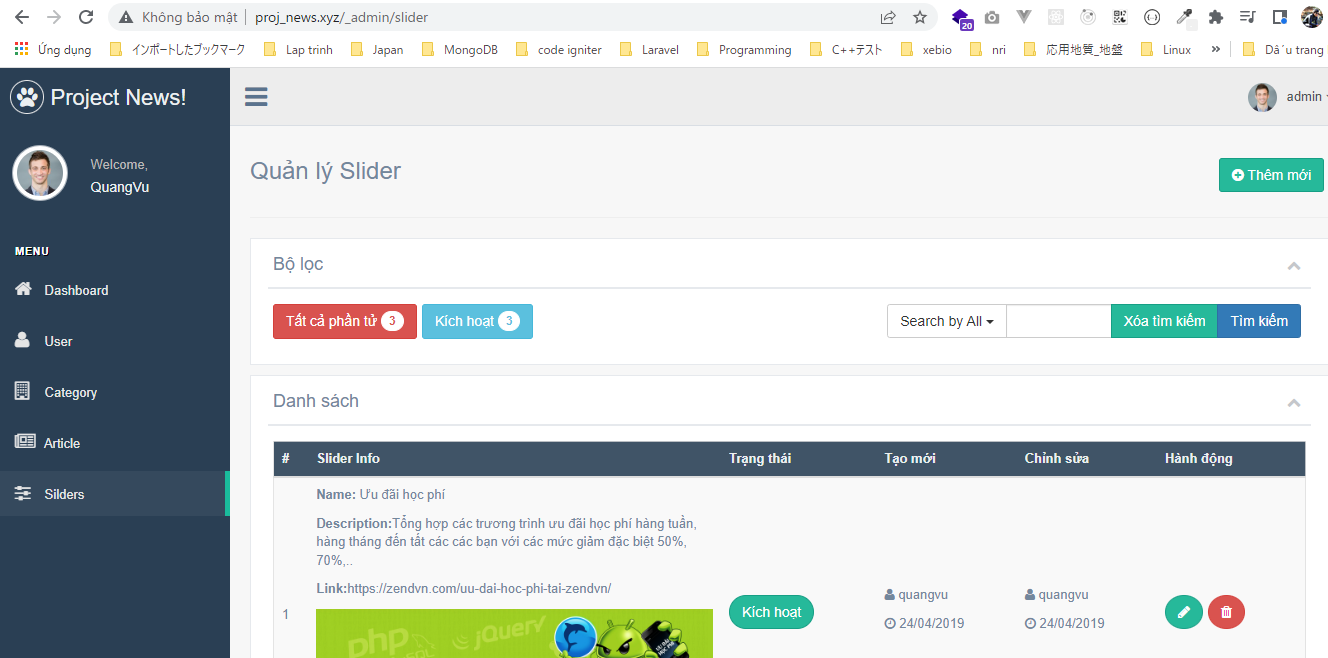 Không bảo mật
proj_news.xyz/_admin/slider
20
Ứng dụng
インポートしたブックマーク
Lap trinh
Japan
MongoDB
code igniter
Laravel
Programming
C++テスト
xebio
nri
応用地質_地盤
Linux
»
Dấu trang
Project News!
admin
Welcome,
QuangVu
Quản lý Slider
Thêm mới
MENU
Dashboard
User
Category
Article
Silders
Bộ lọc
Tất cả phần tử 3
Kích hoạt 3
Search by All
Xóa tìm kiếm
Tìm kiếm
Danh sách
# Slider Info Trạng thái Tạo mới Chỉnh sửa Hành động
1
Name: Ưu đãi học phí
Description:Tổng hợp các trương trình ưu đãi học phí hàng tuần,
hàng tháng đến tất các các bạn với các mức giảm đặc biệt 50%,
70%,..
Link:https://zendvn.com/uu-dai-hoc-phi-tai-zendvn/
php
jQuery
Kích hoạt
quangvu
24/04/2019
quangvu
24/04/2019